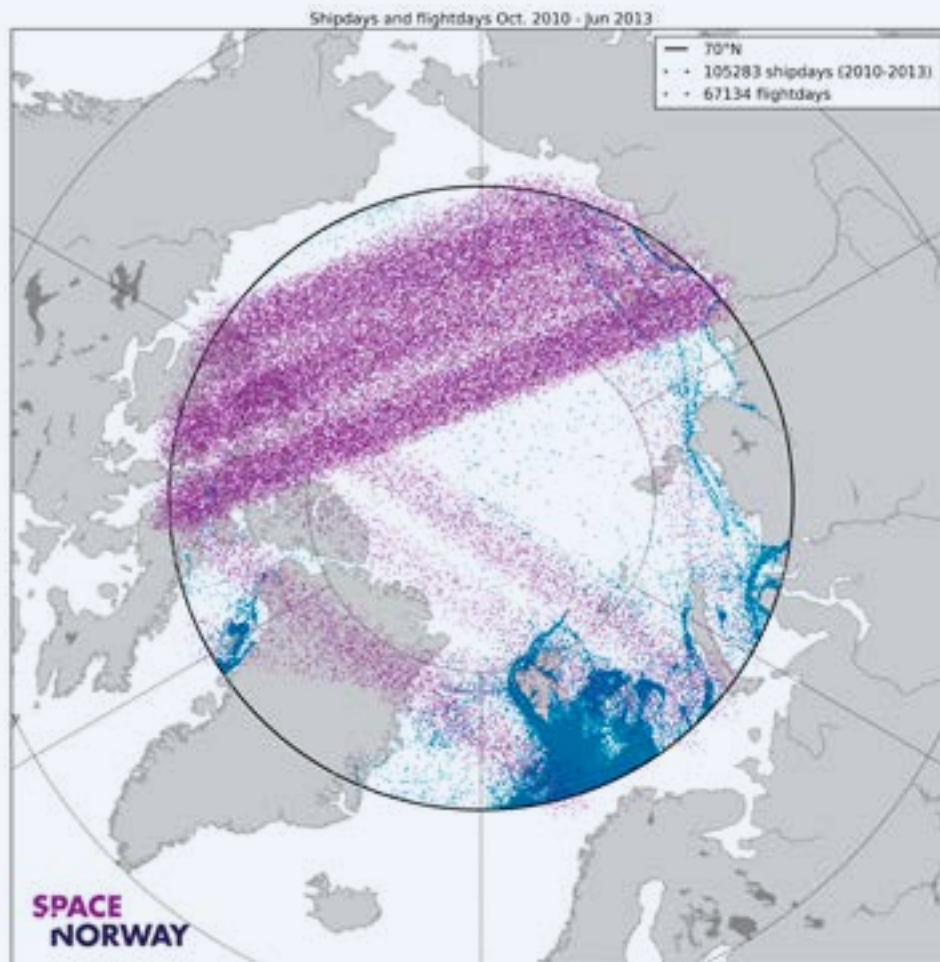 Shipdays and flightdays Oct. 2010 - Jun 2013
70°N
105283 shipdays (2010-2013)
67134 flightdays
SPACE
NORWAY